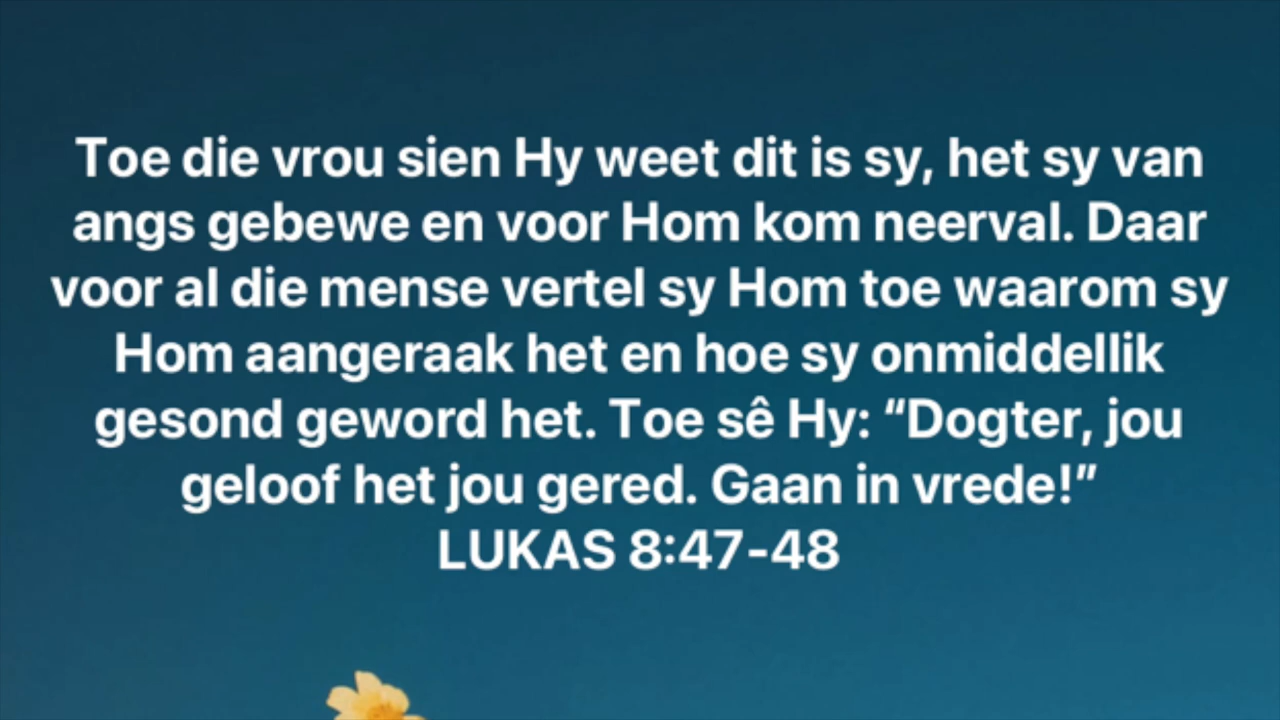 Toe die vrou sien Hy weet dit is sy, het sy van
angs gebewe en voor Hom kom neerval. Daar
voor al die mense vertel sy Hom toe waarom sy
Hom aangeraak het en hoe sy onmiddellik
gesond geword het. Toe sê Hy: “Dogter, jou
geloof het jou gered. Gaan in vrede!”
LUKAS 8:47-48